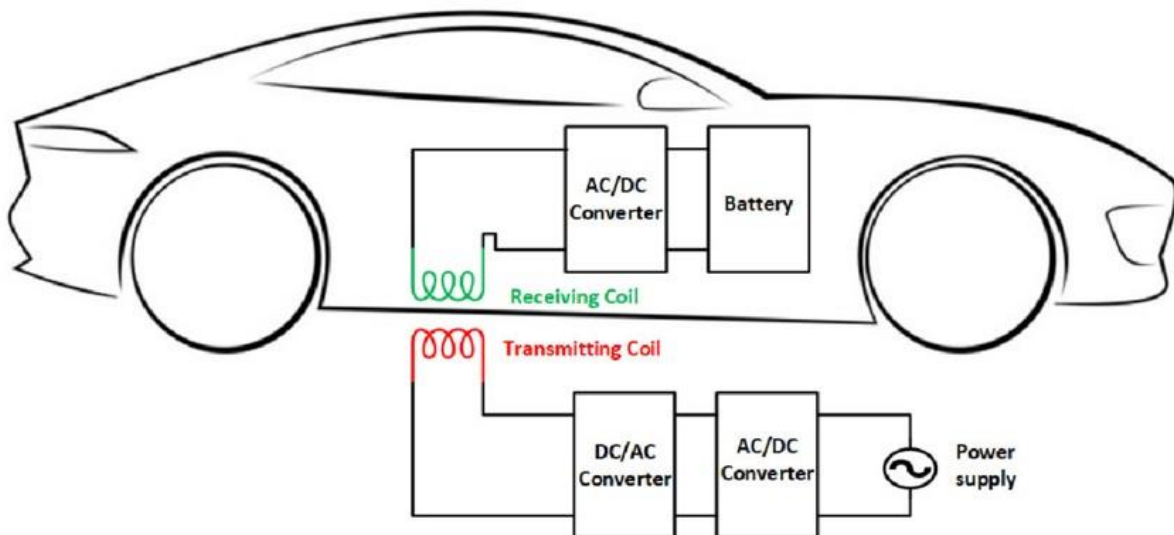 AC/DC
Converter
Battery
Receiving Coil
Transmitting Coil
DC/AC
Converter
AC/DC
Converter
Power
supply